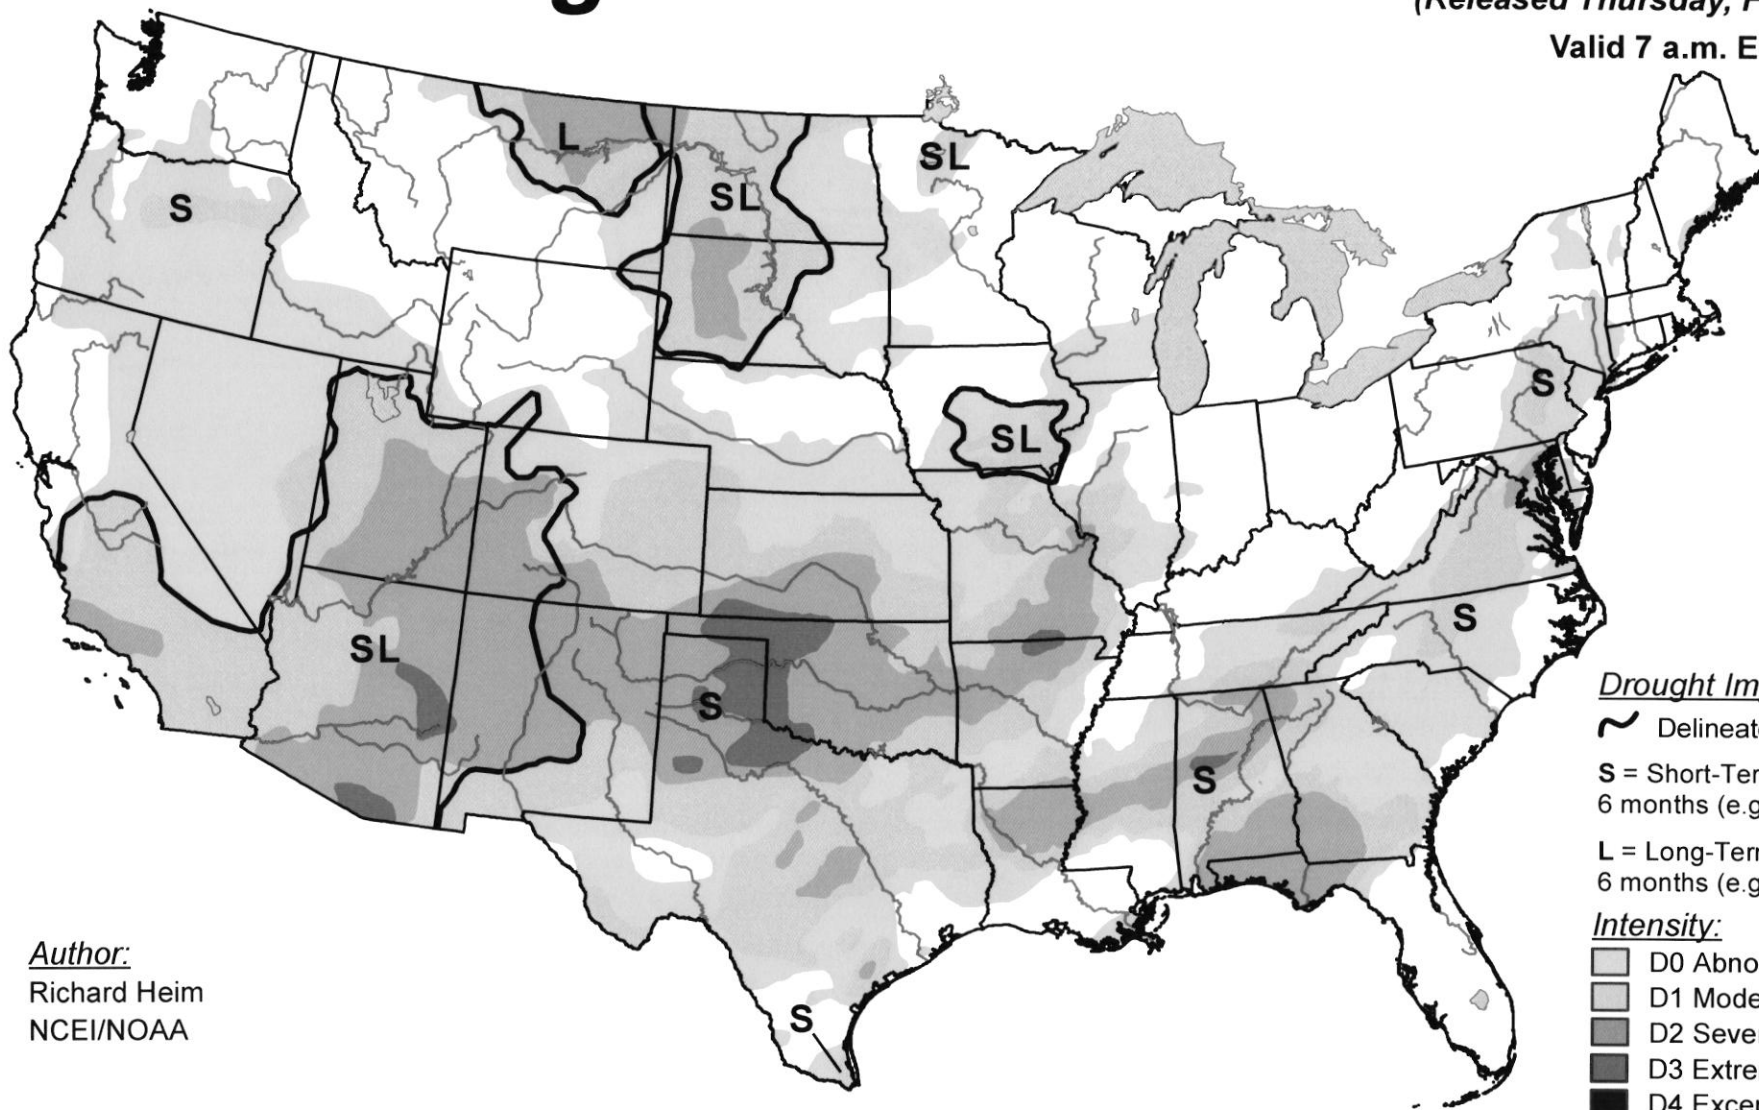 (Released Thursday, F
Valid 7 a.m. E
L
SL
SL
S
S
SL
SL
S
S
S
S
Drought Im
Delineate
S = Short-Ter
6 months (e.g
L = Long-Terr
6 months (e.g
Intensity:
D0 Abno
D1 Mode
D2 Sever
D3 Extre
D4 Excep
Author:
Richard Heim
NCEI/NOAA